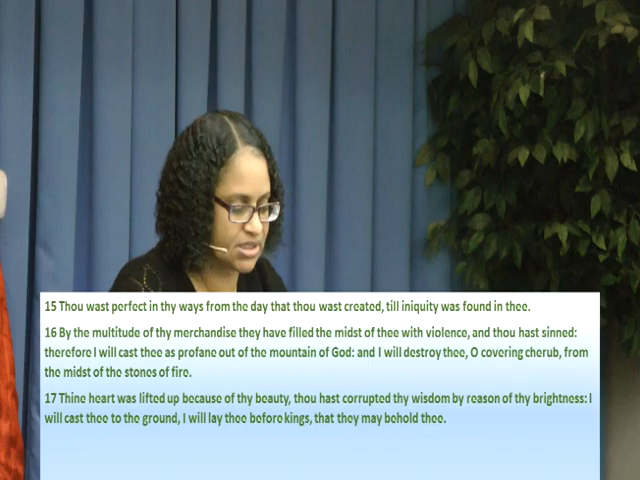 15 Thou wast perfect in thy ways from the day that thou wast created, till iniquity was found in thee.
16 By the multitude of thy merchandise they have filled the midst of thee with violence, and thou hast sinned:
therefore I will cast thee as profane out of the mountain of God: and I will destroy thee, O covering cherub, from
the midst of the stones of fire.
17 Thine heart was lifted up because of thy beauty, thou hast corrupted thy wisdom by reason of thy brightness: I
will cast thee to the ground, I will lay thee before kings, that they may behold thee.